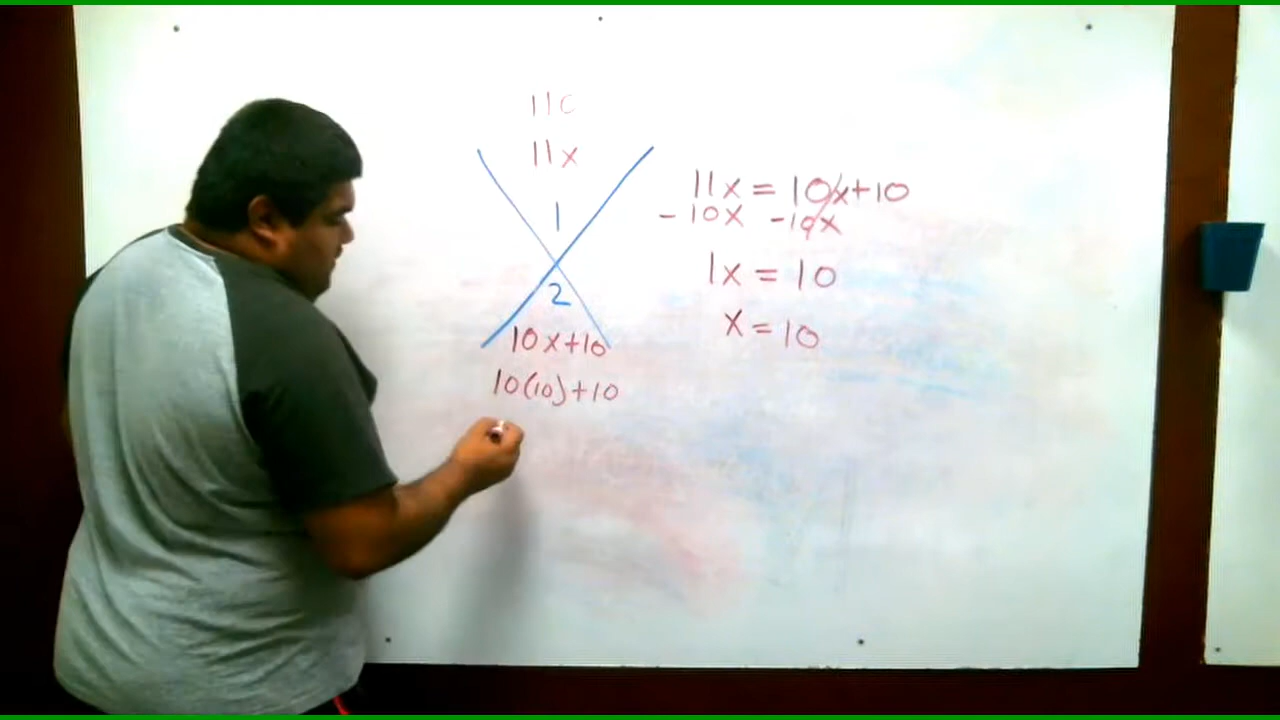 110
11x
1
2
10x+10
10(10)+10
11x = 10x+10
-10x -10x
1x = 10
x = 10